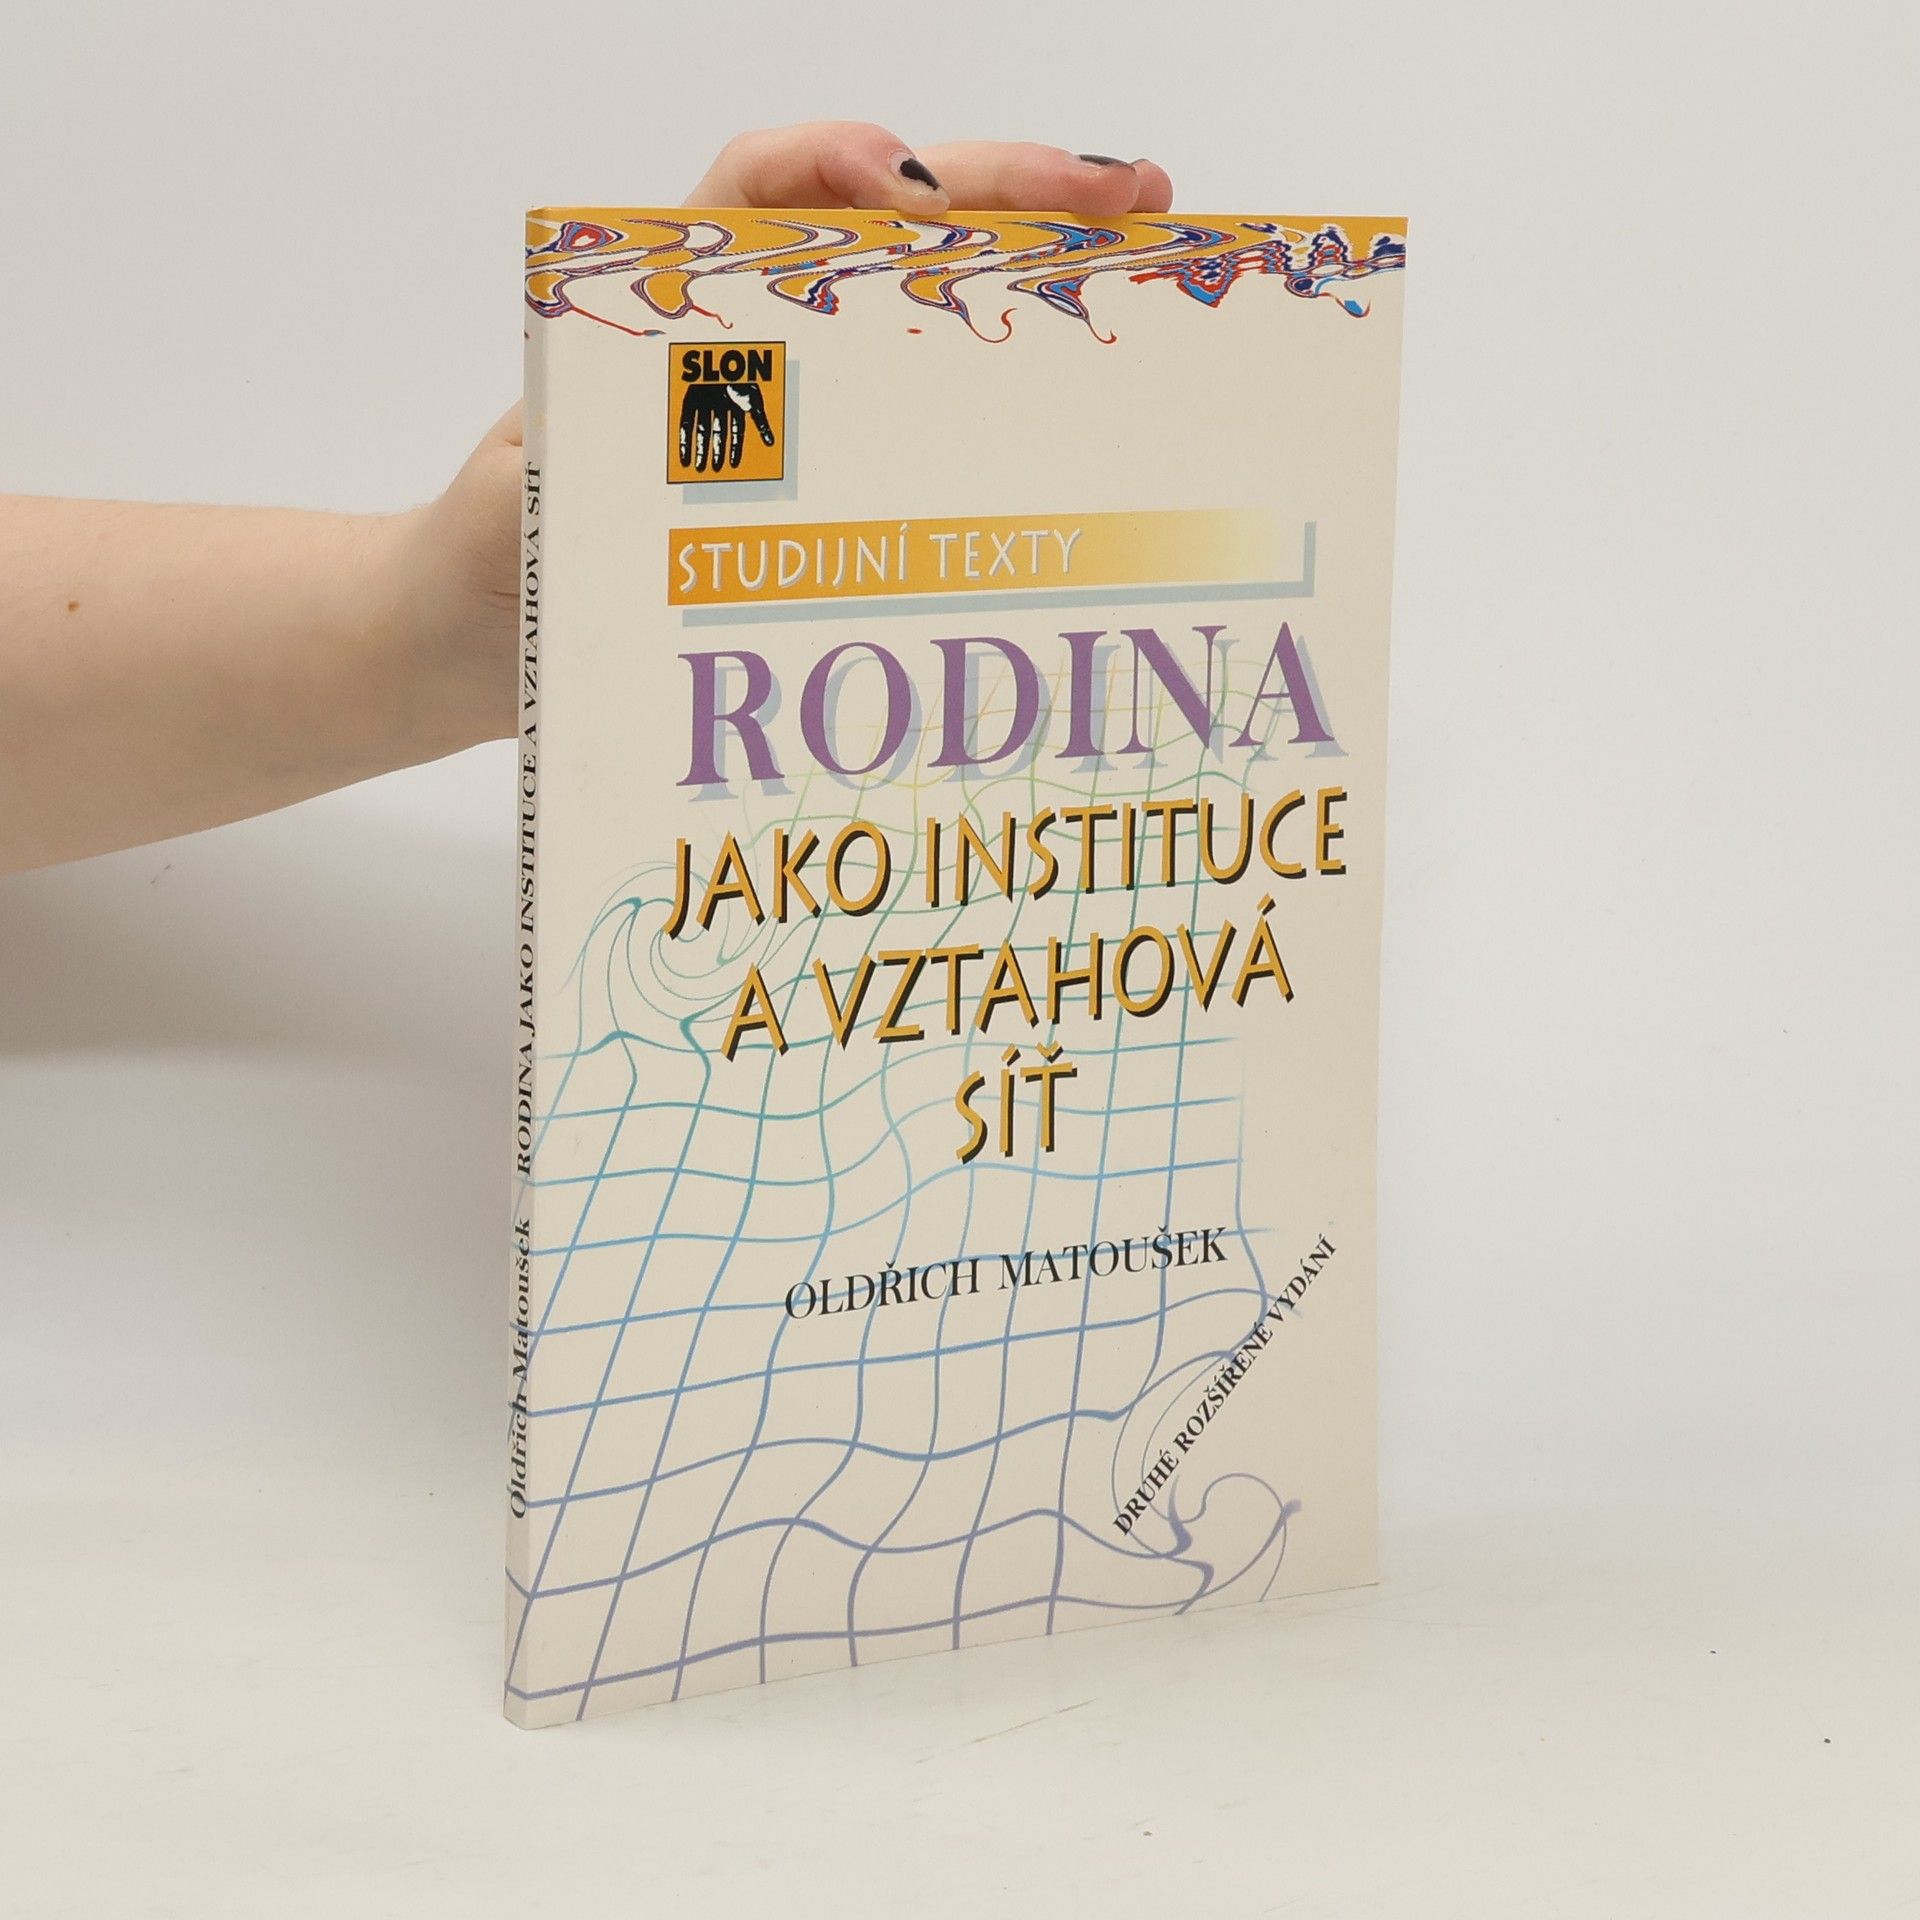 SLON
STUDIJNÍ TEXTY
RODINA
JAKO INSTITUCE
A VZTAHOVÁ
SÍŤ
OLDŘICH MATOUŠEK
DRUHÉ ROZŠÍŘENÉ VYDÁNÍ
Oldřich Matoušek RODINA JAKO INSTITUCE A VZTAHOVÁ SÍŤ